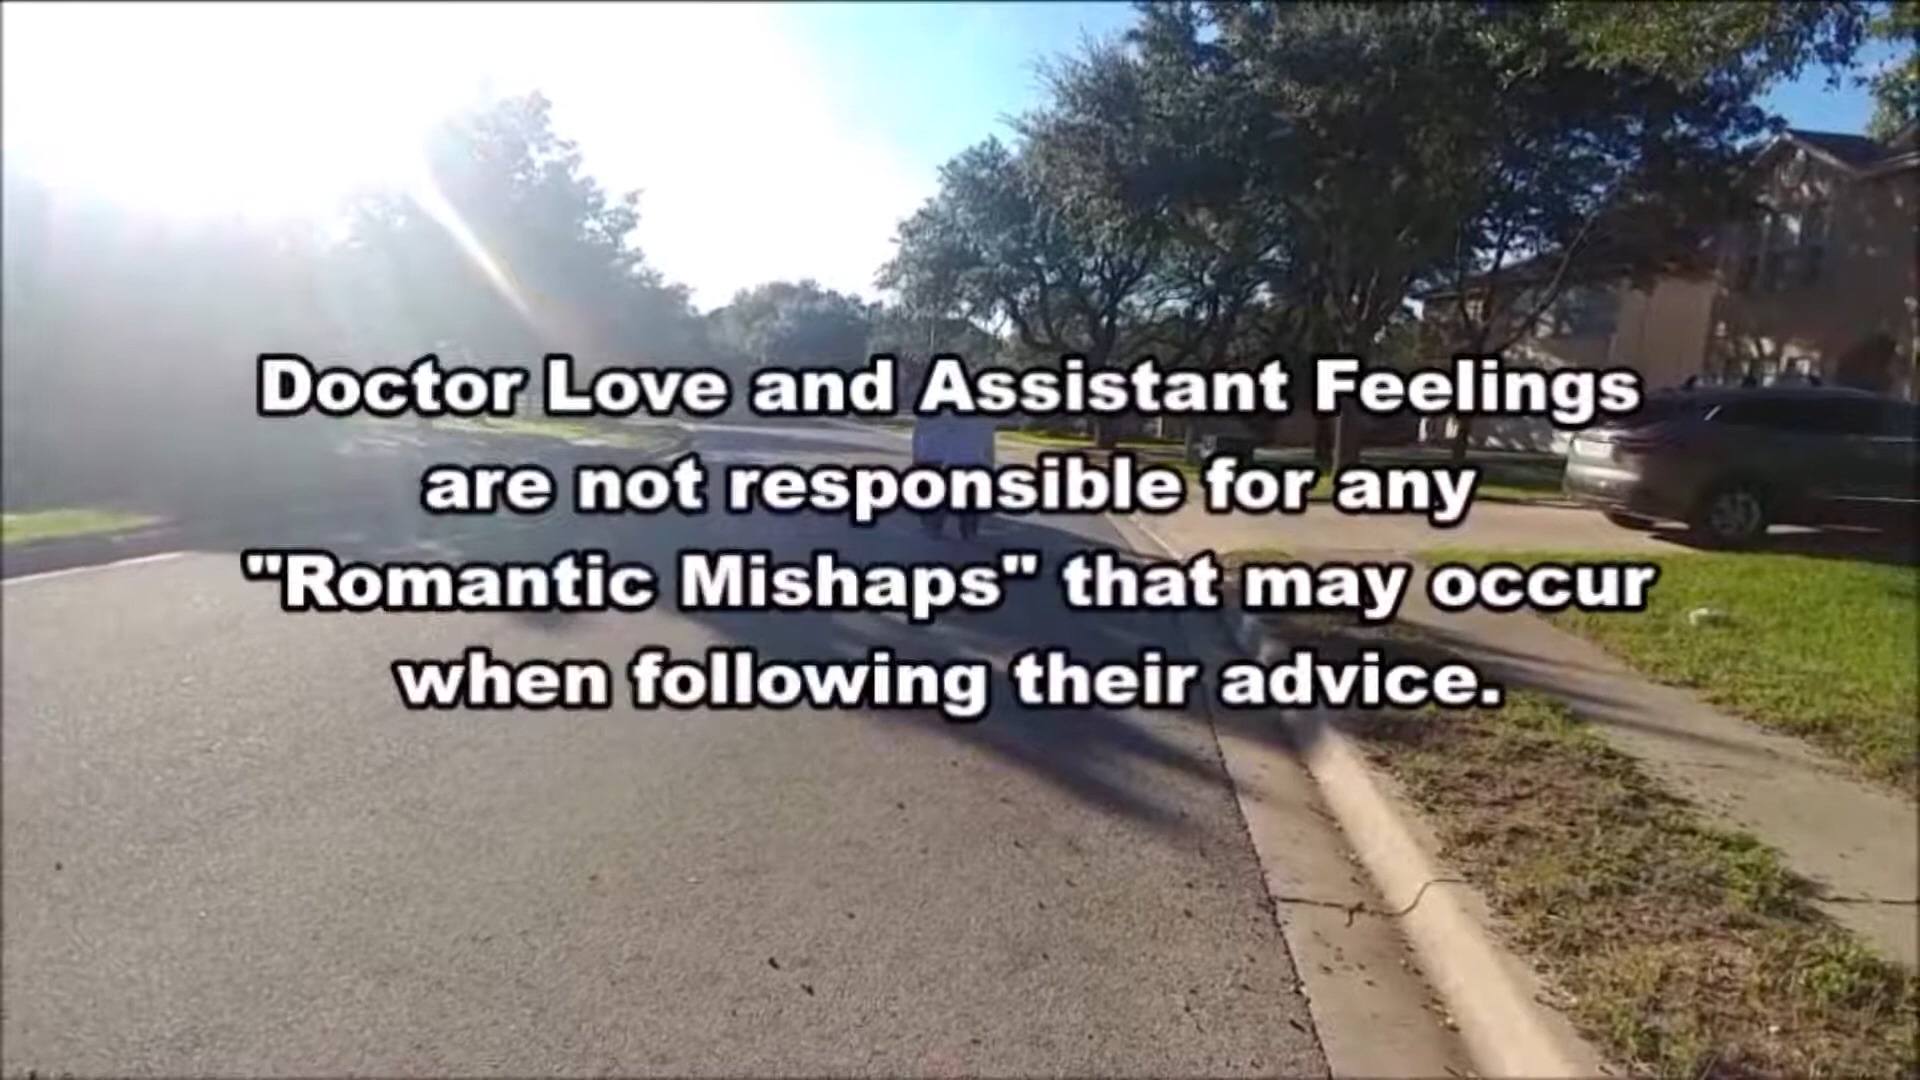 Doctor Love and Assistant Feelings
are not responsible for any
"Romantic Mishaps" that may occur
when following their advice.